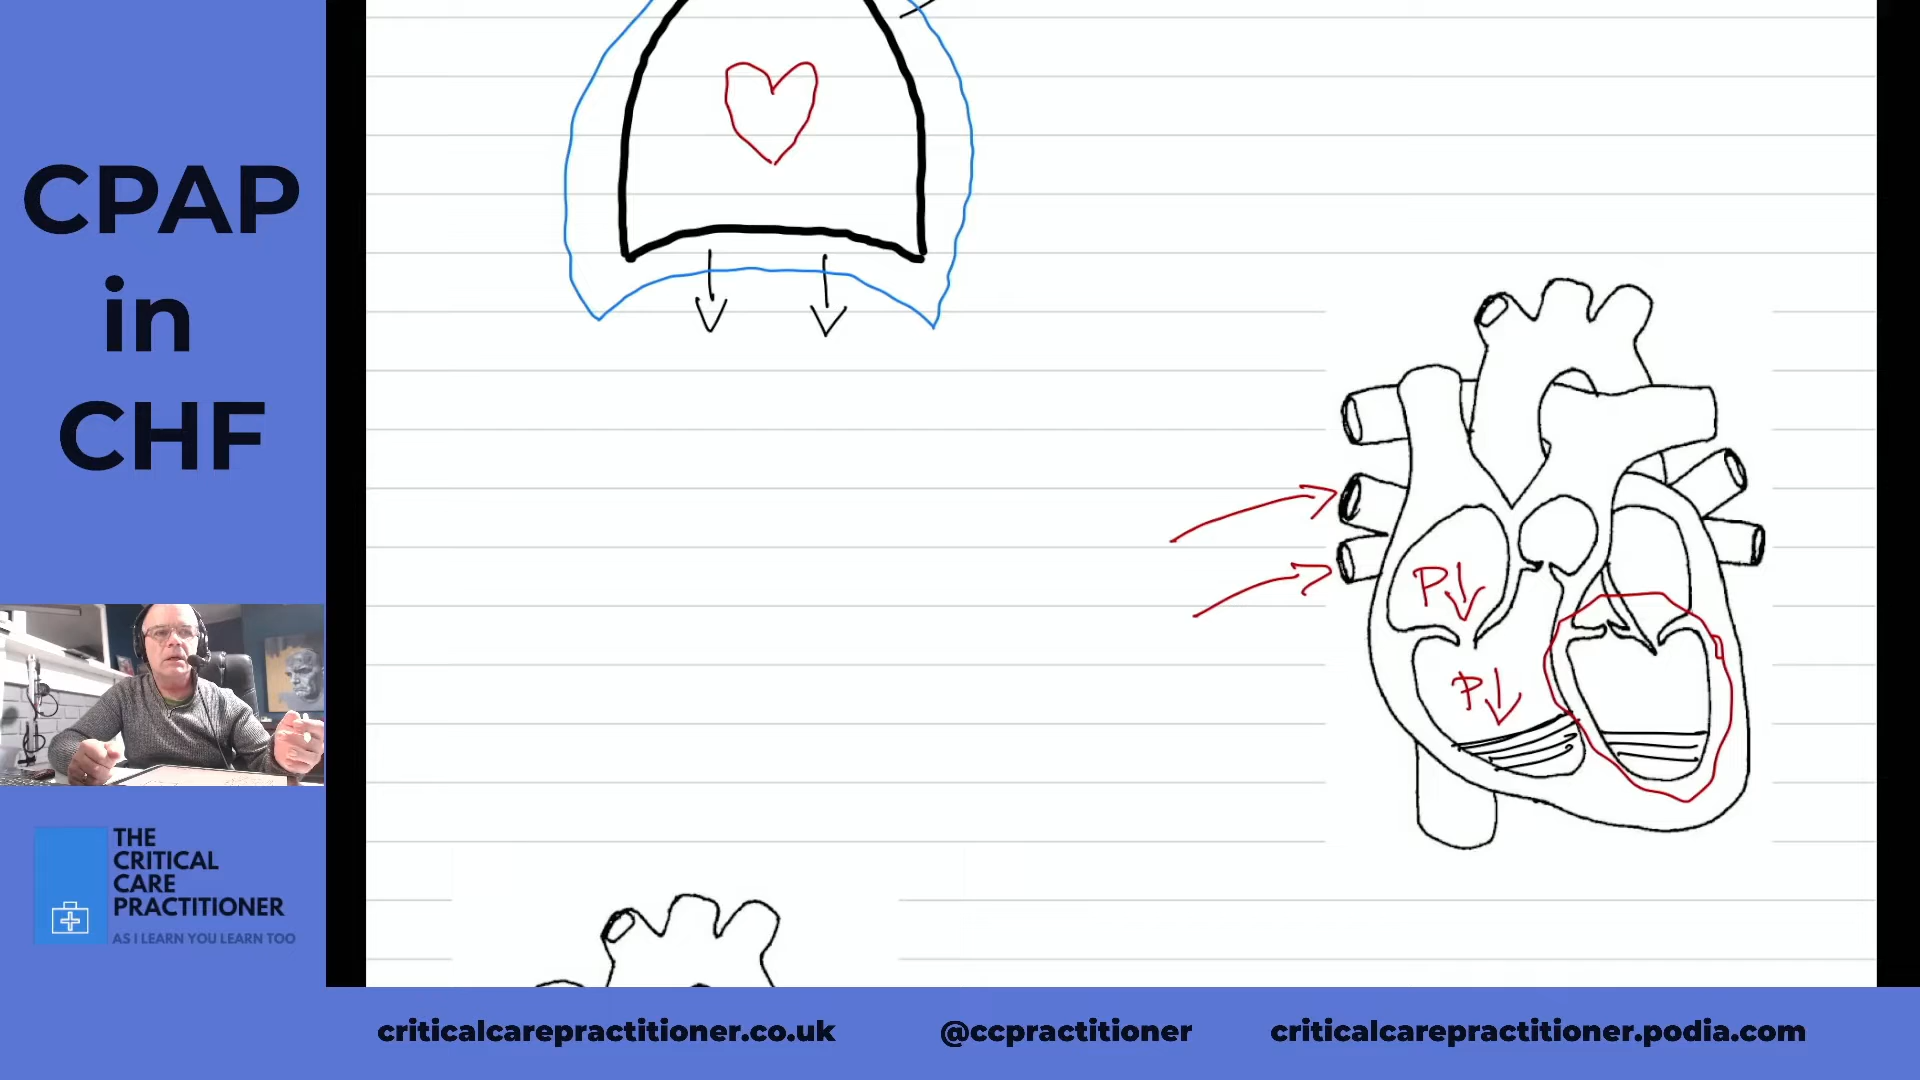 CPAP
in
CHF
P↓
P↓
THE
CRITICAL
CARE
PRACTITIONER
AS I LEARN YOU LEARN TOO
criticalcarepractitioner.co.uk
@ccpractitioner
criticalcarepractitioner.podia.com